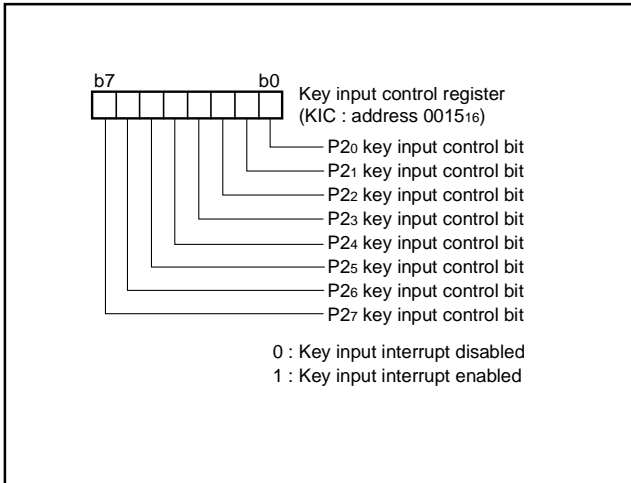 b7 b0
Key input control register
(KIC : address 0015₁₆)
P2₀ key input control bit
P2₁ key input control bit
P2₂ key input control bit
P2₃ key input control bit
P2₄ key input control bit
P2₅ key input control bit
P2₆ key input control bit
P2₇ key input control bit
0 : Key input interrupt disabled
1 : Key input interrupt enabled